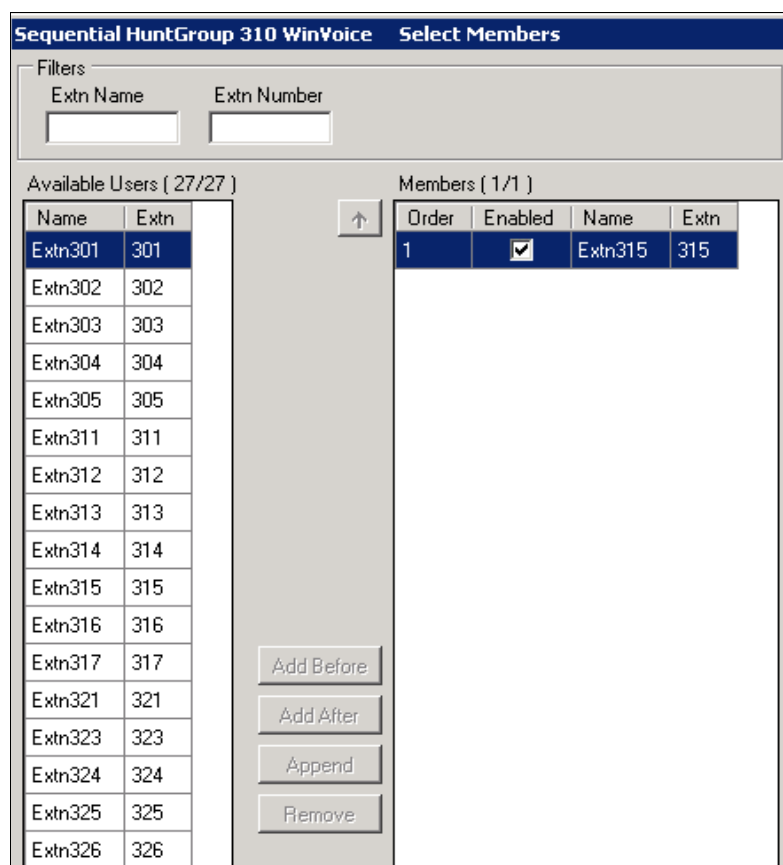 Sequential HuntGroup 310 WinVoice Select Members
Filters
Extn Name Extn Number
Available Users ( 27/27 ) Members ( 1/1 )
Name Extn Order Enabled Name Extn
Extn301 301 1 Extn315 315
Extn302 302
Extn303 303
Extn304 304
Extn305 305
Extn311 311
Extn312 312
Extn313 313
Extn314 314
Extn315 315
Extn316 316
Extn317 317 Add Before
Extn321 321 Add After
Extn323 323
Extn324 324 Append
Extn325 325 Remove
Extn326 326